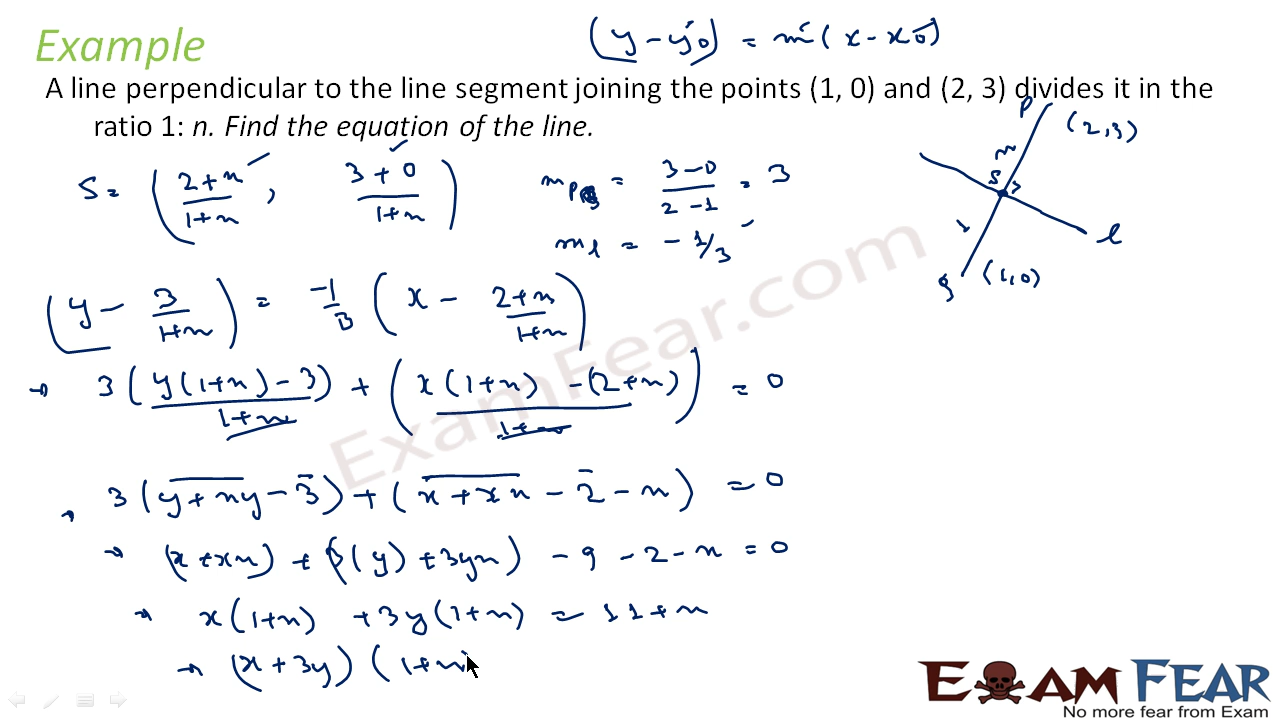 Example
(y - y0) = m (x - x0)
A line perpendicular to the line segment joining the points (1, 0) and (2, 3) divides it in the
ratio 1: n. Find the equation of the line.
S = ( 2+n / 1+n , 3+0 / 1+n )
m = 3-0 / 2-1 = 3
m l = -1/3
P (2,3)
n
S
1
l
(1,0)
( y - 3 / 1+n ) = -1/3 ( x - 2+n / 1+n )
→ 3 ( y(1+n) - 3 ) / 1+n + ( x(1+n) - (2+n) / 1+n ) = 0
→ 3 ( y + ny - 3 ) + ( x + xn - 2 - n ) = 0
→ (x + xn) + (3(y) + 3yn) - 9 - 2 - n = 0
→ x(1+n) + 3y(1+n) = 11+n
→ (x + 3y) (1+n
ExamFear.com
EXAM FEAR
No more fear from Exam